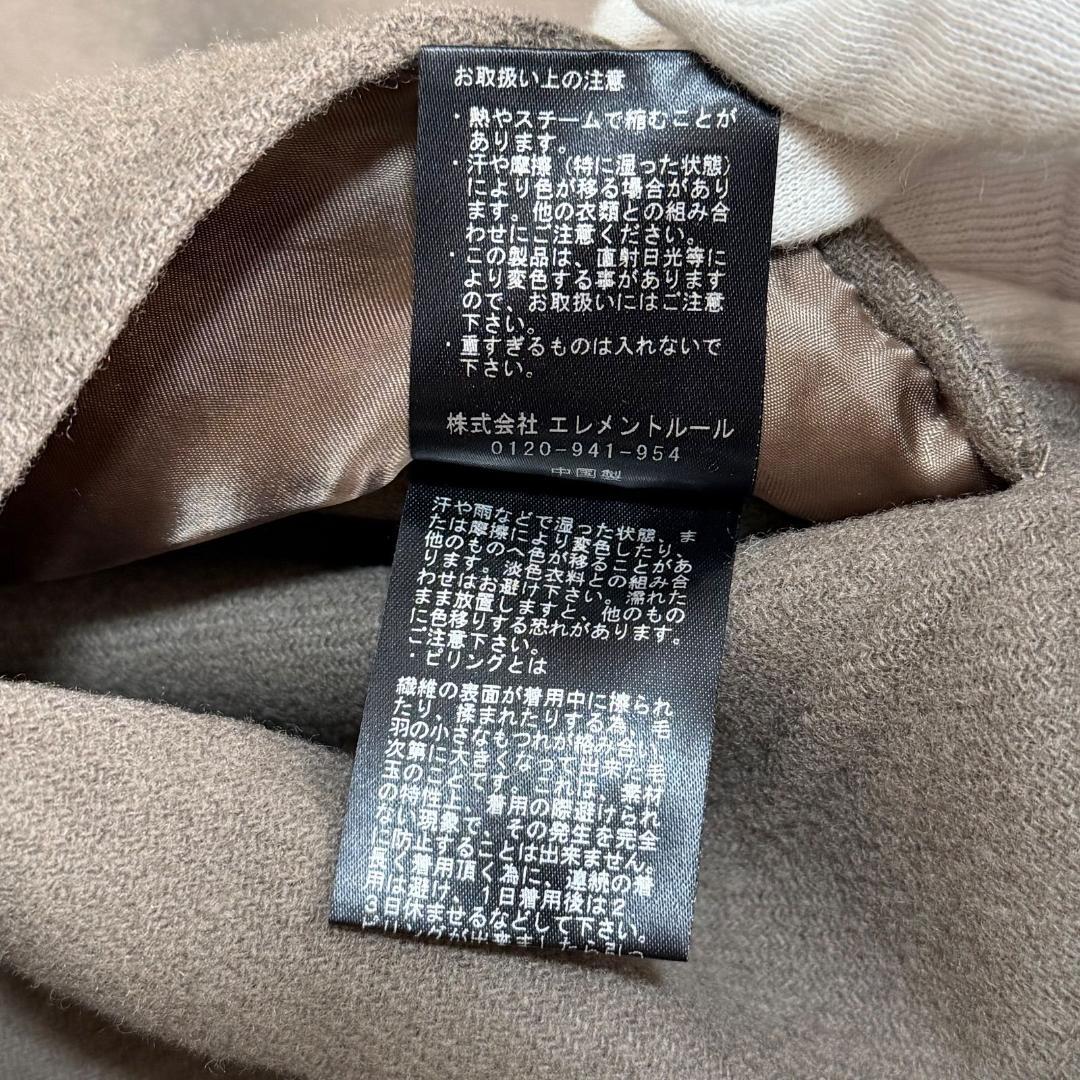 お取扱い上の注意
・熱やスチームで縮むことが
あります。
・汗や摩擦(特に湿った状態)
により色が移る場合があり
ます。他の衣類との組み合
わせにご注意ください。
・この製品は、直射日光等に
より変色する事があります
ので、お取扱いにはご注意
下さい。
・重すぎるものは入れないで
下さい。
株式会社 エレメントルール
0120-941-954
中国製
汗や雨などで湿った状態、ま
たは摩擦により変色したり、
他のものへ色が移ることがあ
ります。淡色衣料との組み合
わせはお避け下さい。濡れた
まま放置しますと、他のもの
に色移りする恐れがあります。
ご注意下さい。
・ピリングとは
繊維の表面が着用中に擦られ
たり、揉まれたりする為、毛
羽の小さなもつれが絡み合い、
次第に大きくなって出来た毛
玉のことです。これは、素材
の特性上、着用の際避けられ
ない現象で、その発生を完全
に防止することは出来ません。
長く着用頂く為に、連続の着
用は避け、1日着用後は2
3日休ませるなどして下さい。
ピリングが出来ましたら引っ